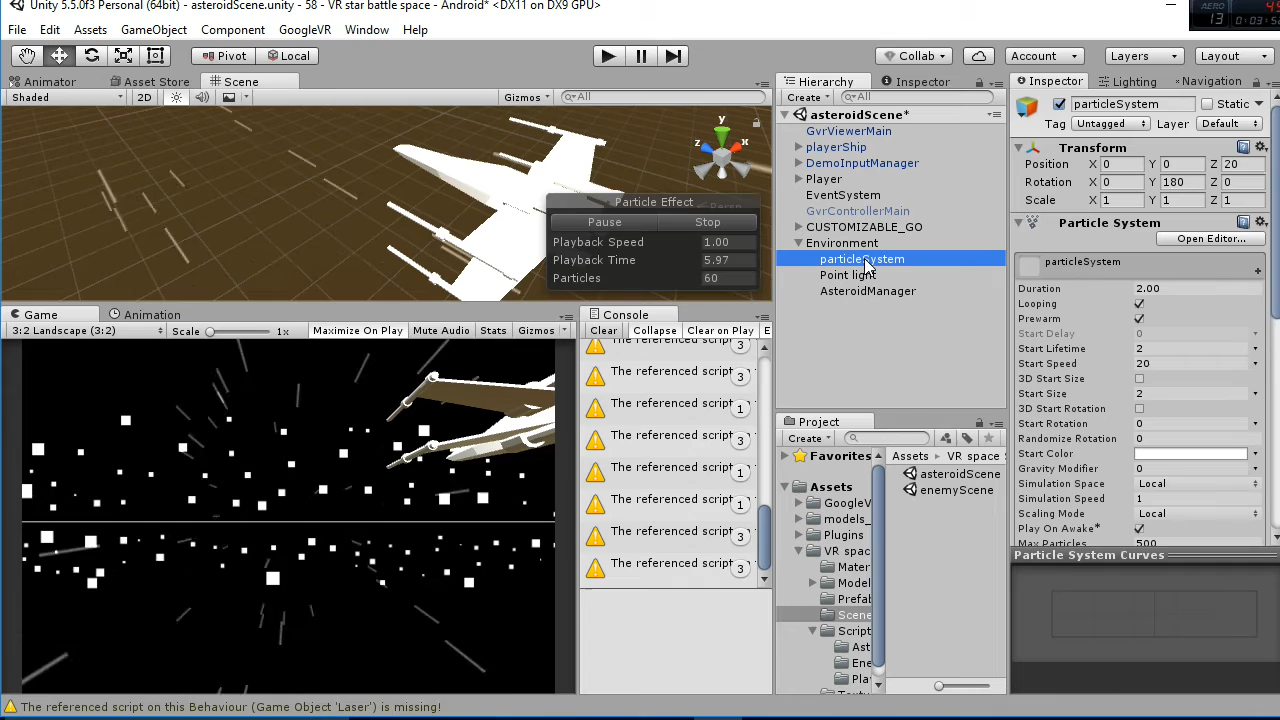 Unity 5.5.0f3 Personal (64bit) - asteroidScene.unity - 58 - VR star battle space - Android* <DX11 on DX9 GPU>
AERO
13
0:03:5
File Edit Assets GameObject Component GoogleVR Window Help
Pivot Local Collab Account Layers Layout
Animator Asset Store Scene
Shaded 2D Gizmos All
y
z x
Particle Effect
Pause Stop
Playback Speed 1.00
Playback Time 5.97
Particles 60
Hierarchy Inspector
Create All
asteroidScene*
GvrViewerMain
playerShip
DemoInputManager
Player
EventSystem
GvrControllerMain
CUSTOMIZABLE_GO
Environment
particleSystem
Point light
AsteroidManager
Inspector Lighting Navigation
particleSystem Static
Tag Untagged Layer Default
Transform
Position X 0 Y 0 Z 20
Rotation X 0 Y 180 Z 0
Scale X 1 Y 1 Z 1
Particle System
Open Editor...
particleSystem
Duration 2.00
Looping
Prewarm
Start Delay 0
Start Lifetime 2
Start Speed 20
3D Start Size
Start Size 2
3D Start Rotation
Start Rotation 0
Randomize Rotation 0
Start Color
Gravity Modifier 0
Simulation Space Local
Simulation Speed 1
Scaling Mode Local
Play On Awake*
Max Particles 500
Particle System Curves
Game Animation
3:2 Landscape (3:2) Scale 1x Maximize On Play Mute Audio Stats Gizmos
Console
Clear Collapse Clear on Play E
The referenced script 3
The referenced script 3
The referenced script 1
The referenced script 3
The referenced script 1
The referenced script 1
The referenced script 3
The referenced script 3
Project
Create
Favorites
Assets
GoogleV
models_
Plugins
VR spac
Mater
Model
Prefab
Scene
Script
Ast
Ene
Pla
Assets VR space
asteroidScene
enemyScene
The referenced script on this Behaviour (Game Object 'Laser') is missing!